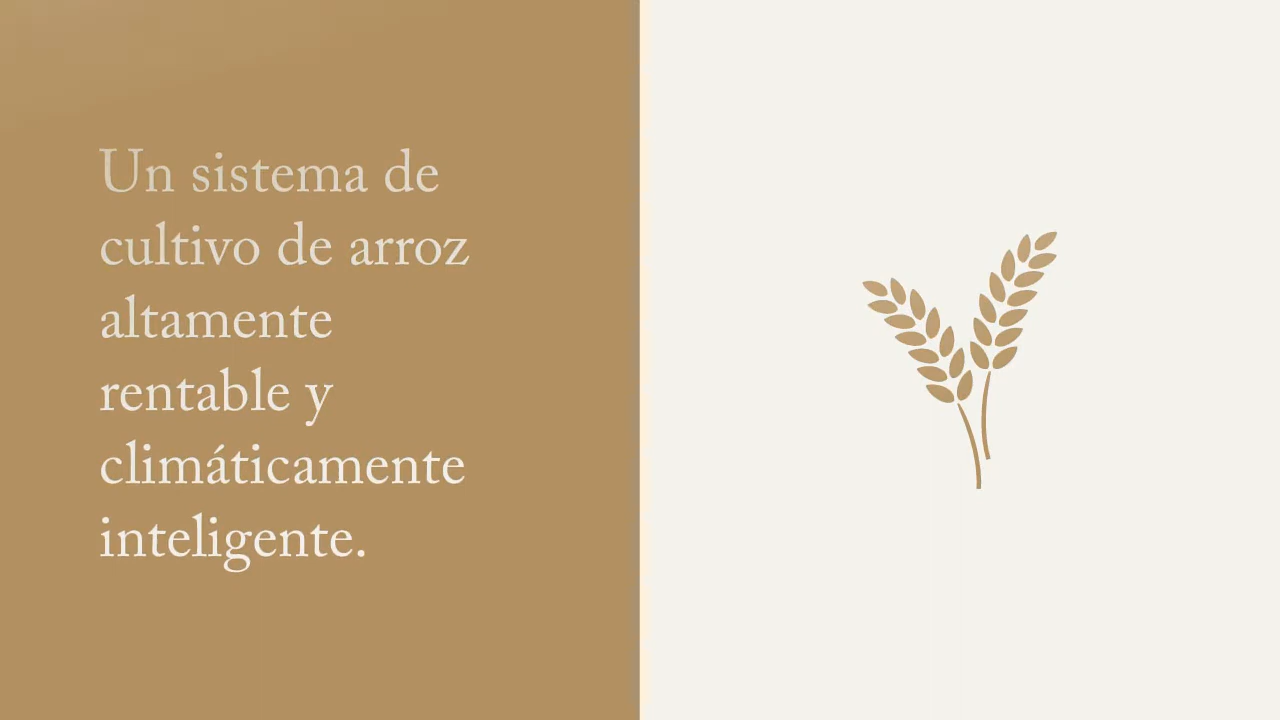 Un sistema de
cultivo de arroz
altamente
rentable y
climáticamente
inteligente.